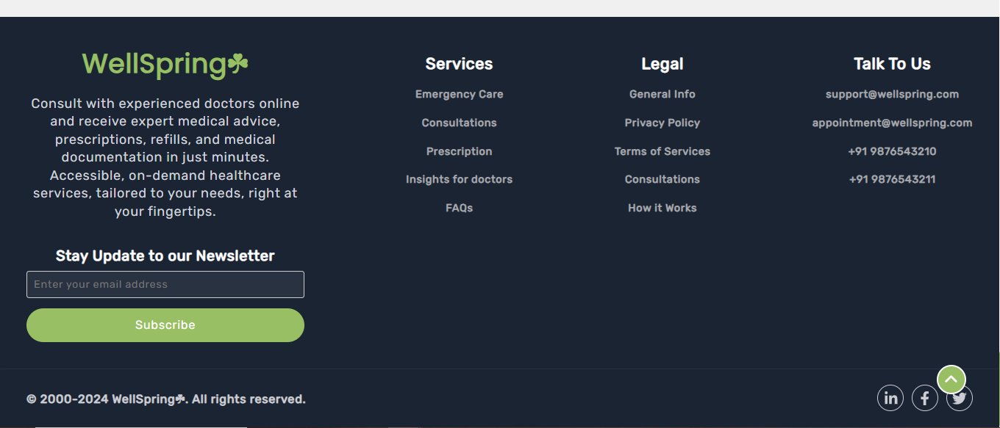 WellSpring☘
Consult with experienced doctors online
and receive expert medical advice,
prescriptions, refills, and medical
documentation in just minutes.
Accessible, on-demand healthcare
services, tailored to your needs, right at
your fingertips.
Stay Update to our Newsletter
Enter your email address
Subscribe
Services
Emergency Care
Consultations
Prescription
Insights for doctors
FAQs
Legal
General Info
Privacy Policy
Terms of Services
Consultations
How it Works
Talk To Us
support@wellspring.com
appointment@wellspring.com
+91 9876543210
+91 9876543211
© 2000-2024 WellSpring☘. All rights reserved.